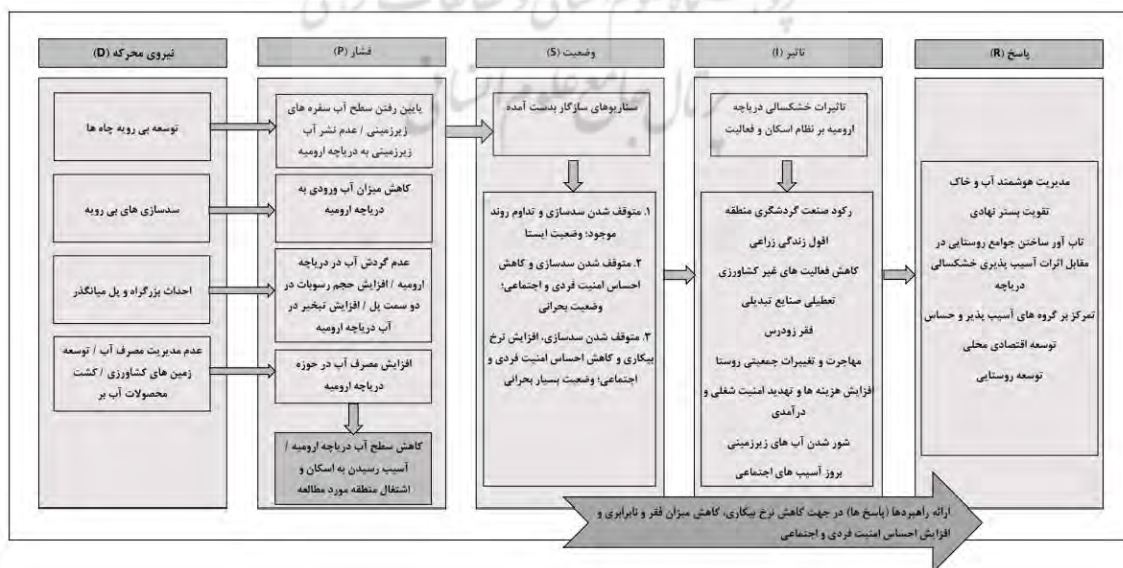 پژوهشگاه علوم انسانی و مطالعات فرهنگی
پرتال جامع علوم انسانی
نیروی محرکه (D)
توسعه بی رویه چاه ها
سدسازی های بی رویه
احداث بزرگراه و پل میانگذر
عدم مدیریت مصرف آب / توسعه
زمین های کشاورزی / کشت
محصولات آب بر
فشار (P)
پایین رفتن سطح آب سفره های
زیرزمینی / عدم نشر آب
زیرزمینی به دریاچه ارومیه
کاهش میزان آب ورودی به
دریاچه ارومیه
عدم گردش آب در دریاچه
ارومیه / افزایش حجم رسوبات در
دو سمت پل / افزایش تبخیر در
آب دریاچه ارومیه
افزایش مصرف آب در حوزه
دریاچه ارومیه
کاهش سطح آب دریاچه ارومیه /
آسیب رسیدن به اسکان و
اشتغال منطقه مورد مطالعه
وضعیت (S)
سناریوهای سازگار بدست آمده
۱. متوقف شدن سدسازی و تداوم روند
موجود؛ وضعیت ایستا
۲. متوقف شدن سدسازی و کاهش
احساس امنیت فردی و اجتماعی؛
وضعیت بحرانی
۳. متوقف شدن سدسازی، افزایش نرخ
بیکاری و کاهش احساس امنیت فردی و
اجتماعی؛ وضعیت بسیار بحرانی
تاثیر (I)
تاثیرات خشکسالی دریاچه
ارومیه بر نظام اسکان و فعالیت
رکود صنعت گردشگری منطقه
افول زندگی زراعی
کاهش فعالیت های غیر کشاورزی
تعطیلی صنایع تبدیلی
فقر زودرس
مهاجرت و تغییرات جمعیتی روستا
افزایش هزینه ها و تهدید امنیت شغلی و
درآمدی
شور شدن آب های زیرزمینی
بروز آسیب های اجتماعی
پاسخ (R)
مدیریت هوشمند آب و خاک
تقویت بستر نهادی
تاب آور ساختن جوامع روستایی در
مقابل اثرات آسیب پذیری خشکسالی
دریاچه
تمرکز بر گروه های آسیب پذیر و حساس
توسعه اقتصادی محلی
توسعه روستایی
ارائه راهبردها (پاسخ ها) در جهت کاهش نرخ بیکاری، کاهش میزان فقر و نابرابری و
افزایش احساس امنیت فردی و اجتماعی